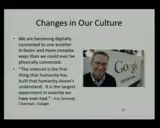 Changes in Our Culture
• We are becoming digitally
connected to one another
in faster and more complex
ways than we could ever be
physically connected.
• "The internet is the first
thing that humanity has
built that humanity doesn't
understand. It is the largest
experiment in anarchy we
have ever had." - Eric Schmidt,
Chairman, Google
Google